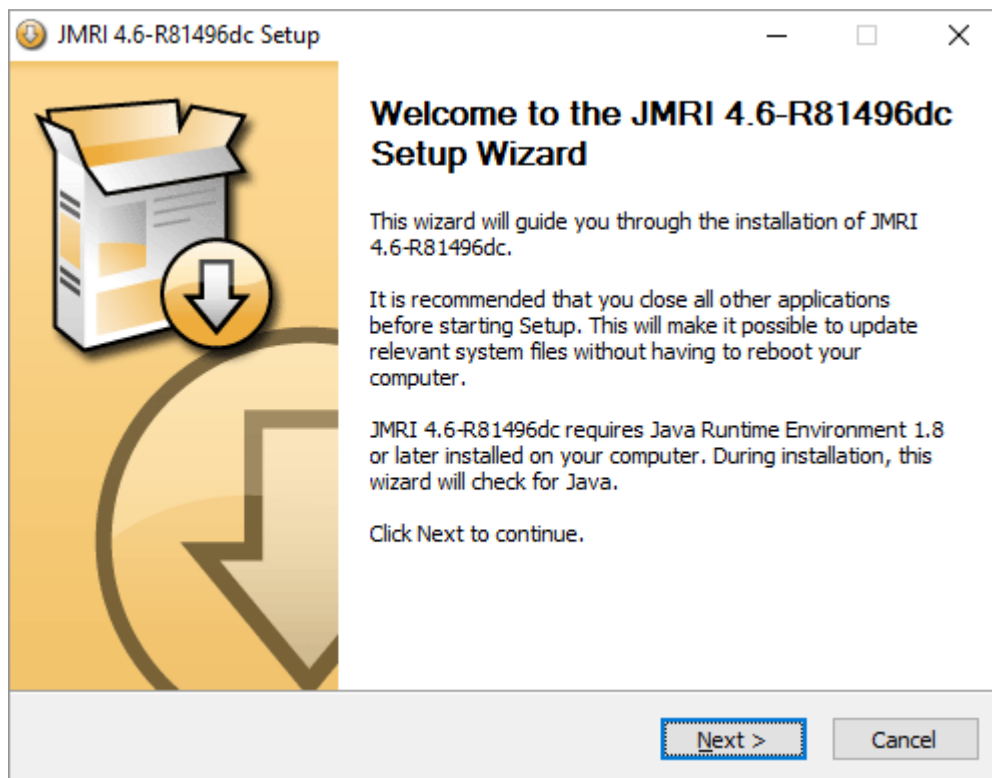 JMRI 4.6-R81496dc Setup
Welcome to the JMRI 4.6-R81496dc
Setup Wizard
This wizard will guide you through the installation of JMRI
4.6-R81496dc.
It is recommended that you close all other applications
before starting Setup. This will make it possible to update
relevant system files without having to reboot your
computer.
JMRI 4.6-R81496dc requires Java Runtime Environment 1.8
or later installed on your computer. During installation, this
wizard will check for Java.
Click Next to continue.
Next >
Cancel